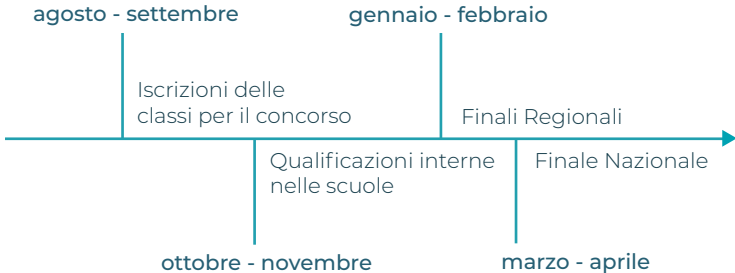 agosto - settembre
gennaio - febbraio
Iscrizioni delle
classi per il concorso
Finali Regionali
Qualificazioni interne
nelle scuole
Finale Nazionale
ottobre - novembre
marzo - aprile